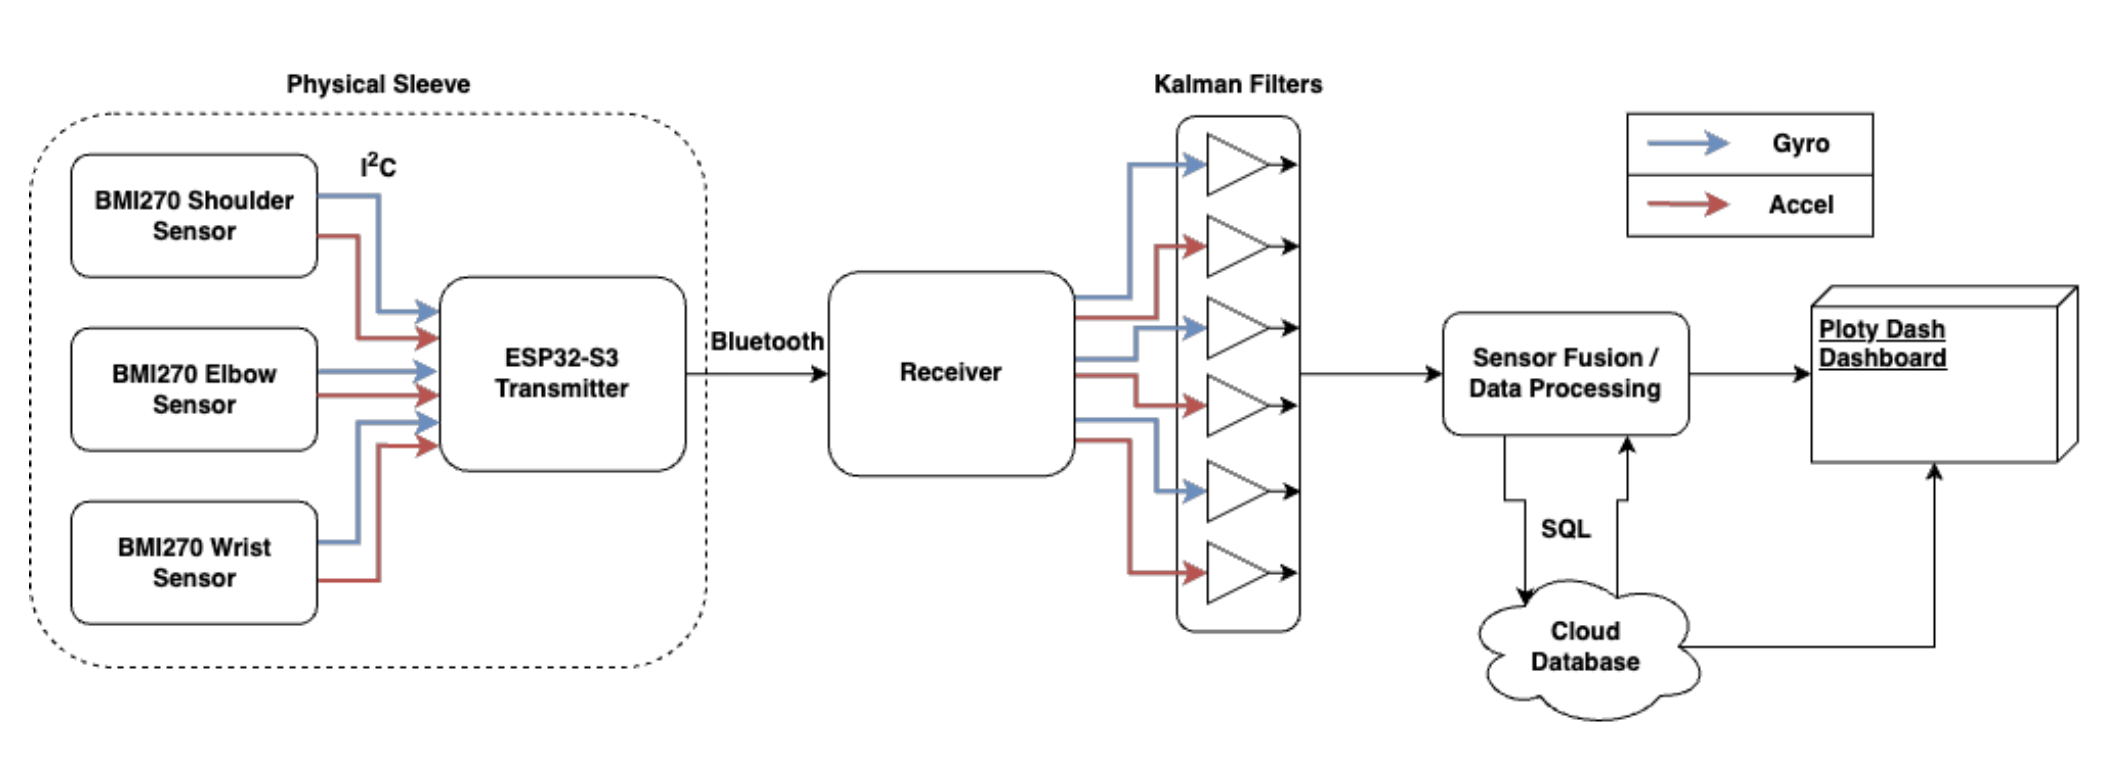 Physical Sleeve
Kalman Filters
I²C
BMI270 Shoulder
Sensor
BMI270 Elbow
Sensor
BMI270 Wrist
Sensor
ESP32-S3
Transmitter
Bluetooth
Receiver
Gyro
Accel
Sensor Fusion /
Data Processing
Ploty Dash
Dashboard
SQL
Cloud
Database